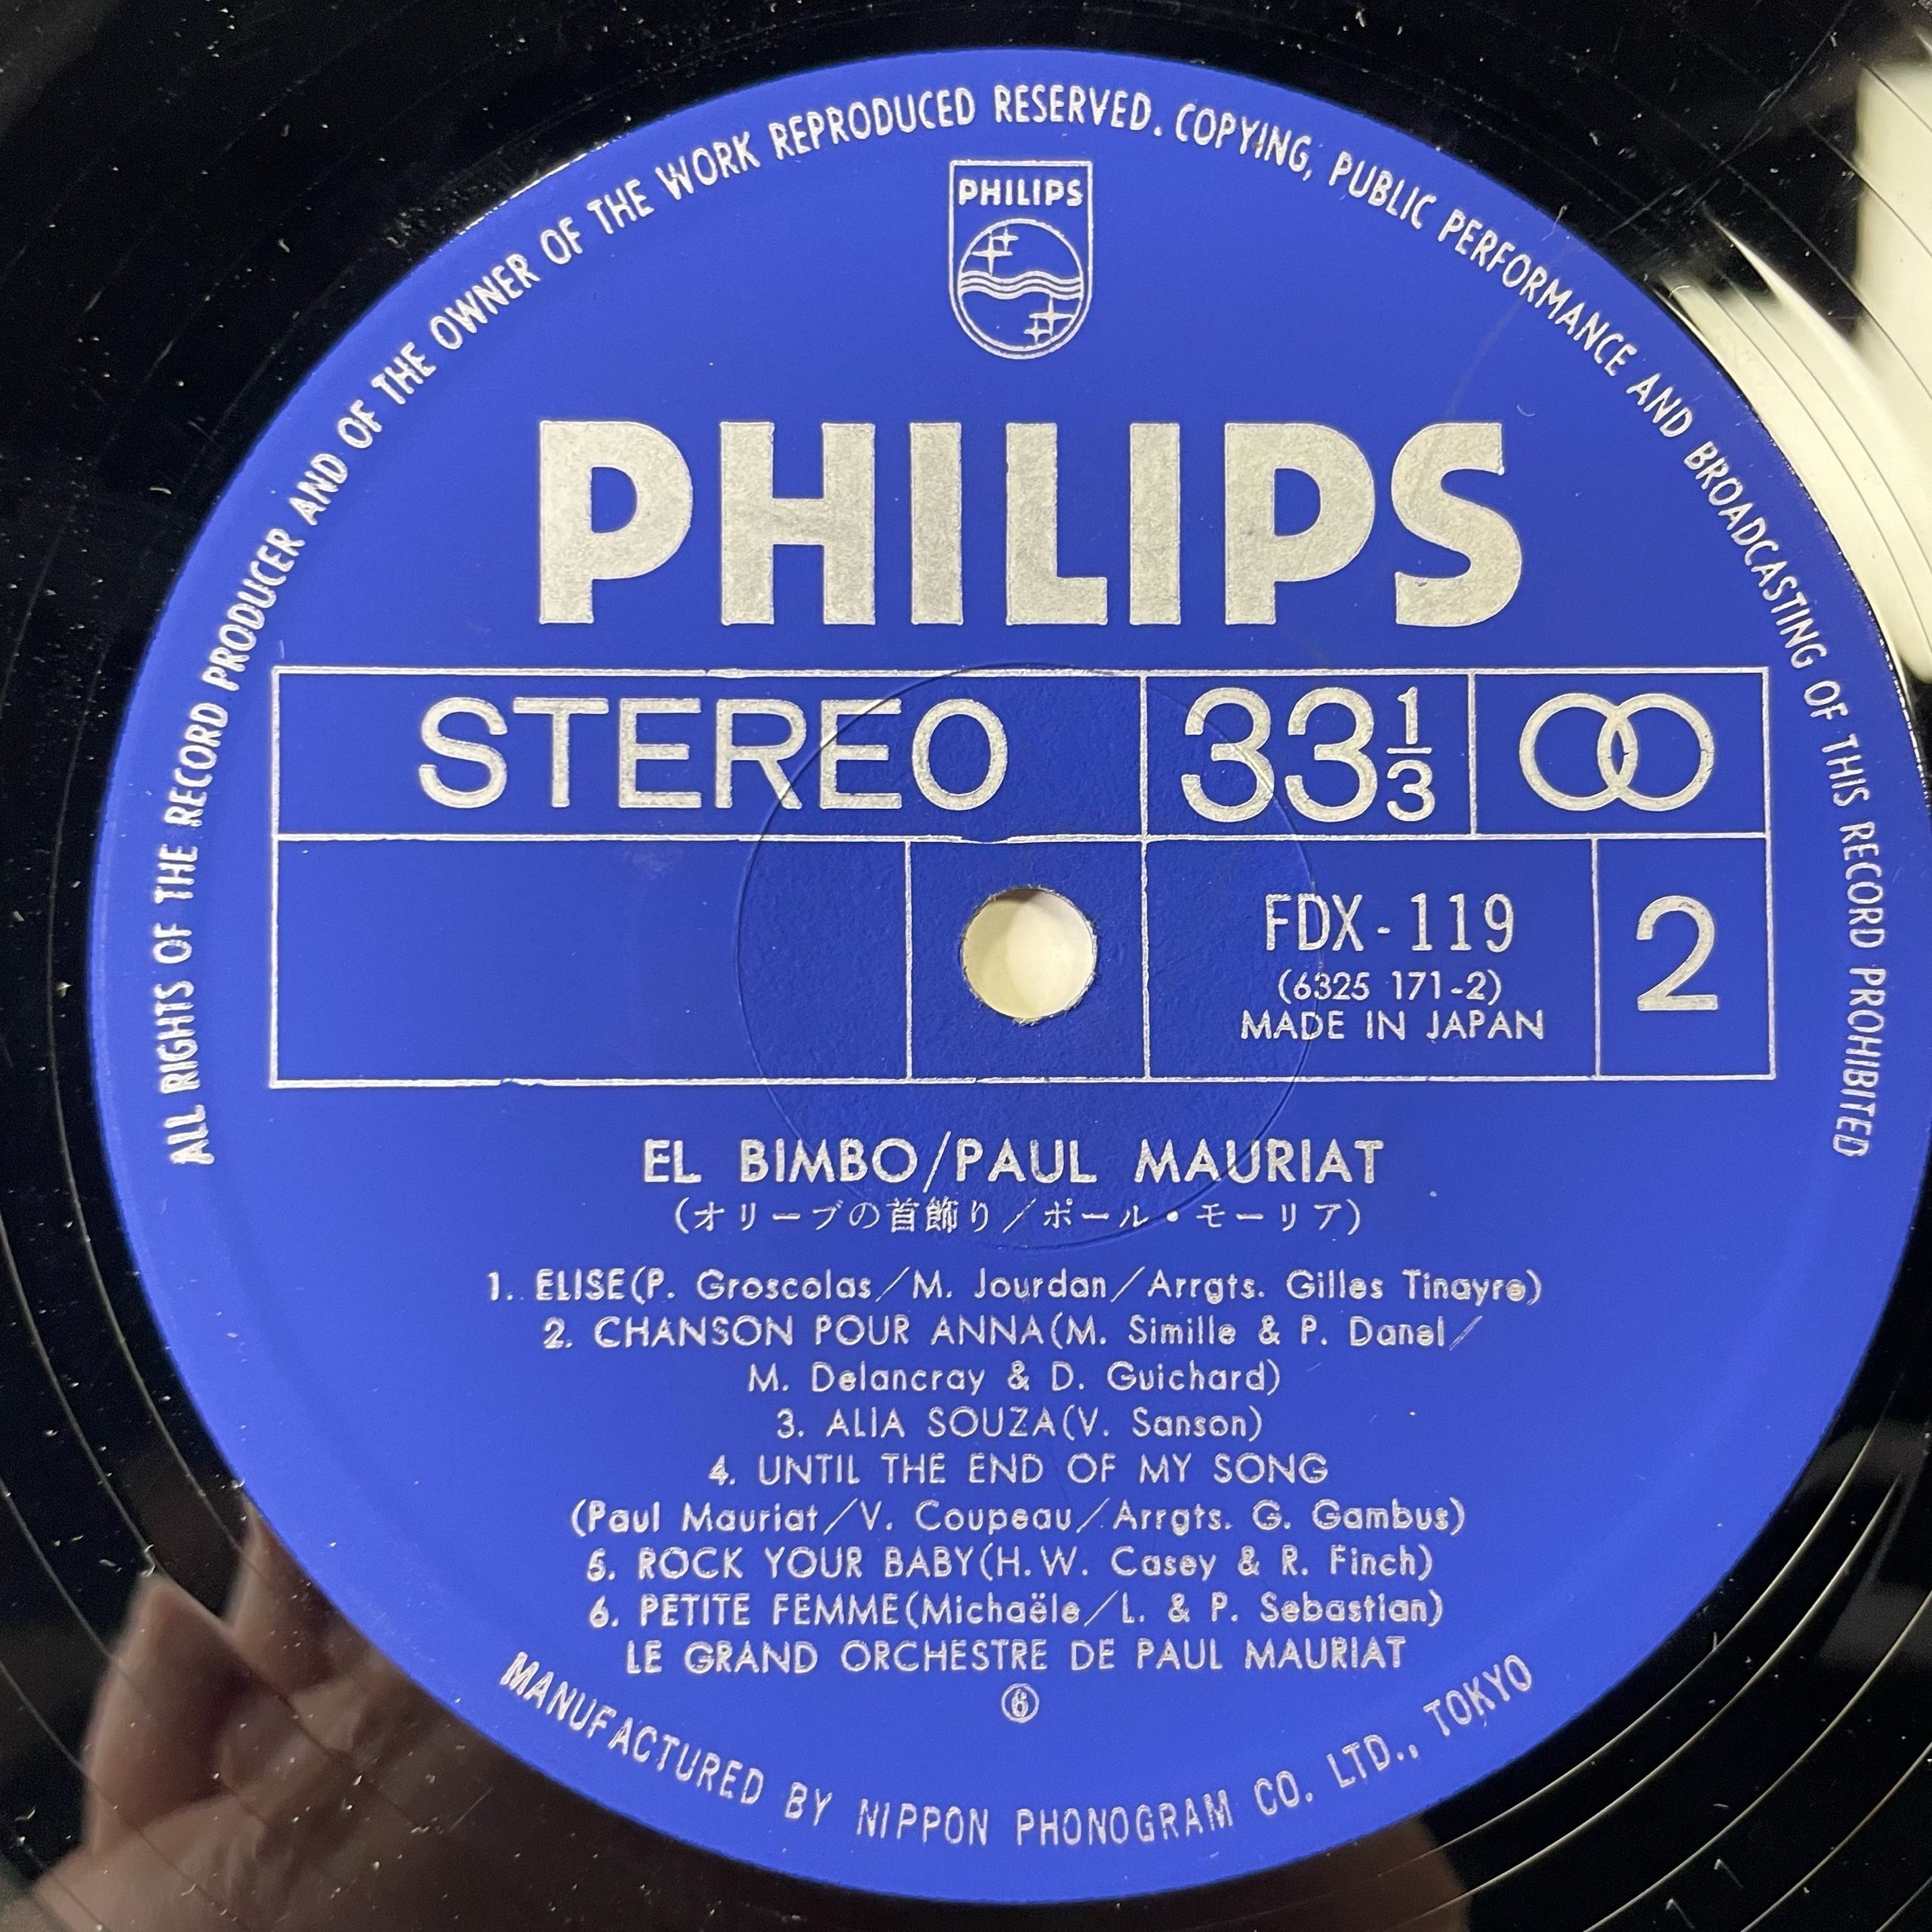 ALL RIGHTS OF THE RECORD PRODUCER AND OF THE OWNER OF THE WORK REPRODUCED RESERVED. COPYING, PUBLIC PERFORMANCE AND BROADCASTING OF THIS RECORD PROHIBITED
PHILIPS
PHILIPS
STEREO 33 1/3
FDX-119 2
(6325 171-2)
MADE IN JAPAN
EL BIMBO/PAUL MAURIAT
(オリーブの首飾り/ポール・モーリア)
1. ELISE(P. Groscolas/M. Jourdan/Arrgts. Gilles Tinayre)
2. CHANSON POUR ANNA(M. Simille & P. Danel/
M. Delancray & D. Guichard)
3. ALIA SOUZA(V. Sanson)
4. UNTIL THE END OF MY SONG
(Paul Mauriat/V. Coupeau/Arrgts. G. Gambus)
5. ROCK YOUR BABY(H.W. Casey & R. Finch)
6. PETITE FEMME(Michaële/L. & P. Sebastian)
LE GRAND ORCHESTRE DE PAUL MAURIAT
⑥
MANUFACTURED BY NIPPON PHONOGRAM CO. LTD., TOKYO